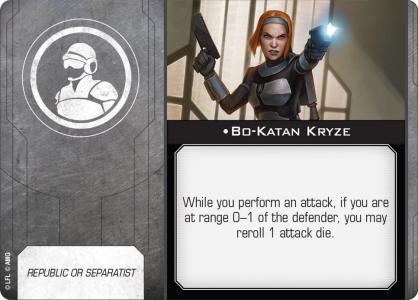 • BO-KATAN KRYZE
While you perform an attack, if you are
at range 0–1 of the defender, you may
reroll 1 attack die.
REPUBLIC OR SEPARATIST
© LFL © AMG